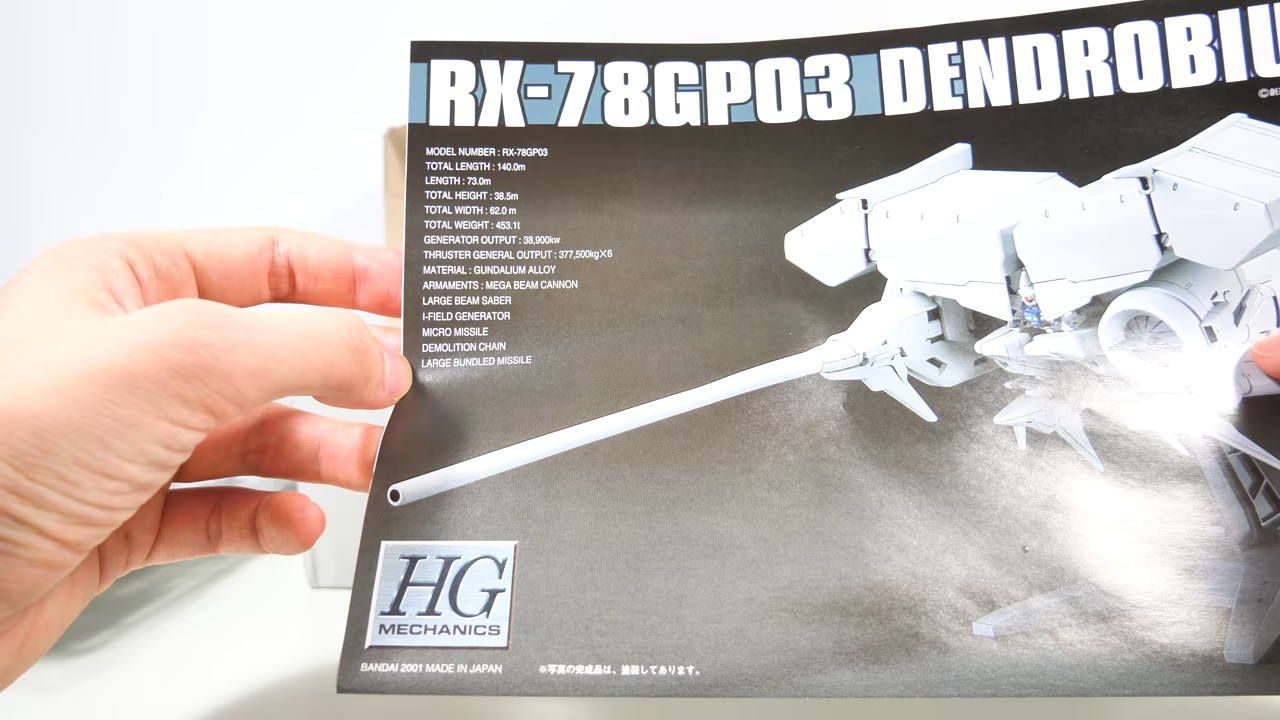 RX-78GP03 DENDROBIU
©創
MODEL NUMBER : RX-78GP03
TOTAL LENGTH : 140.0m
LENGTH : 73.0m
TOTAL HEIGHT : 38.5m
TOTAL WIDTH : 62.0 m
TOTAL WEIGHT : 453.1t
GENERATOR OUTPUT : 38,900kw
THRUSTER GENERAL OUTPUT : 377,500kg×6
MATERIAL : GUNDALIUM ALLOY
ARMAMENTS : MEGA BEAM CANNON
LARGE BEAM SABER
I-FIELD GENERATOR
MICRO MISSILE
DEMOLITION CHAIN
LARGE BUNDLED MISSILE
HG
MECHANICS
BANDAI 2001 MADE IN JAPAN
※写真の完成品は、塗装してあります。